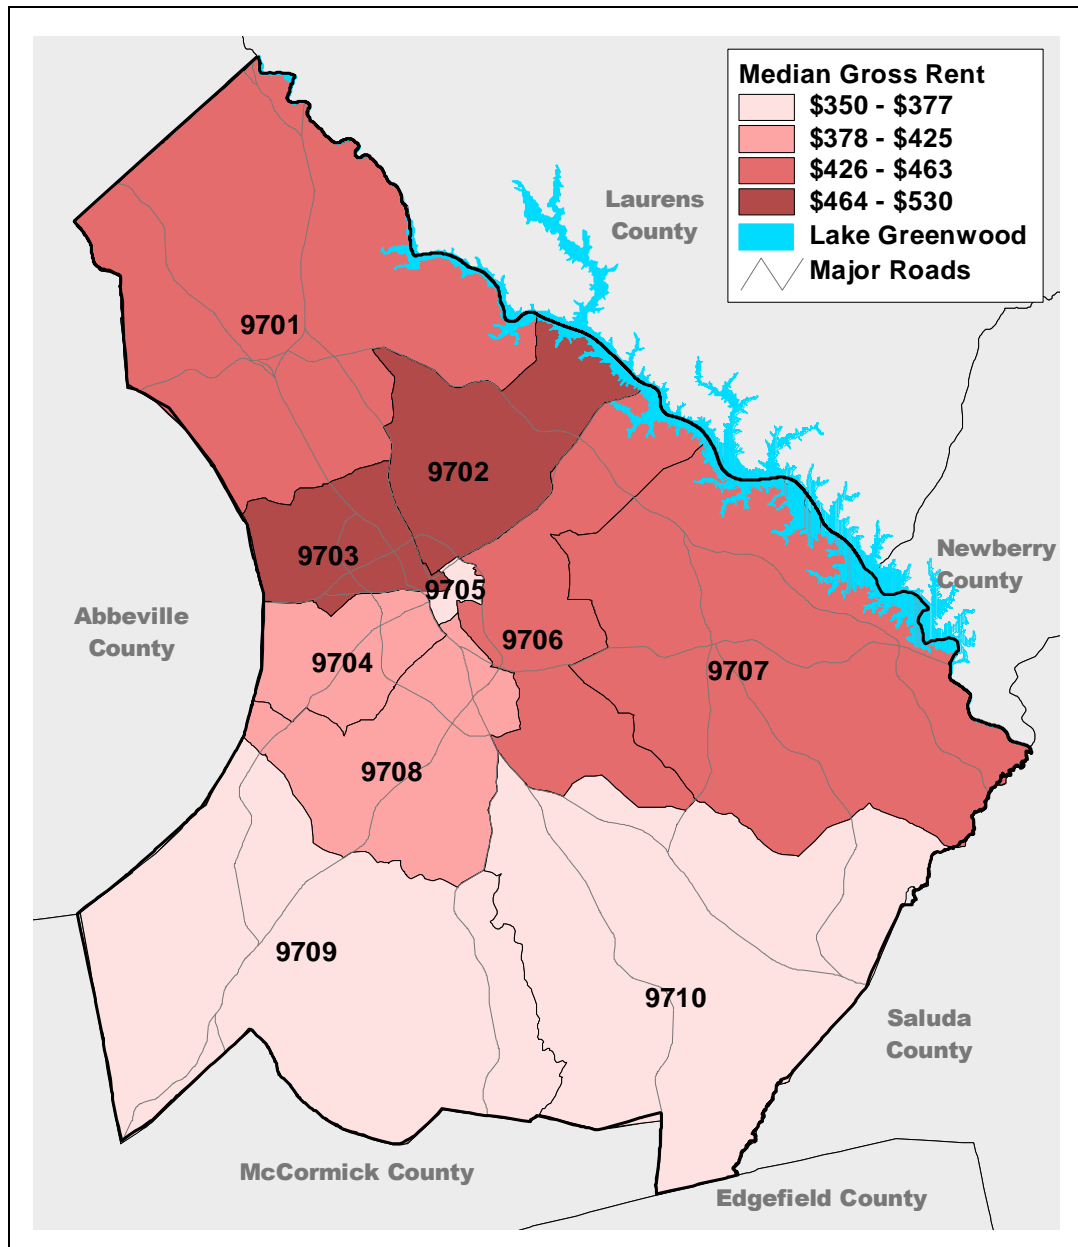 Median Gross Rent
$350 - $377
$378 - $425
$426 - $463
$464 - $530
Lake Greenwood
Major Roads
Laurens
County
9701
9702
9703
9705
Newberry
County
Abbeville
County
9704
9706
9707
9708
9709
9710
Saluda
County
McCormick County
Edgefield County